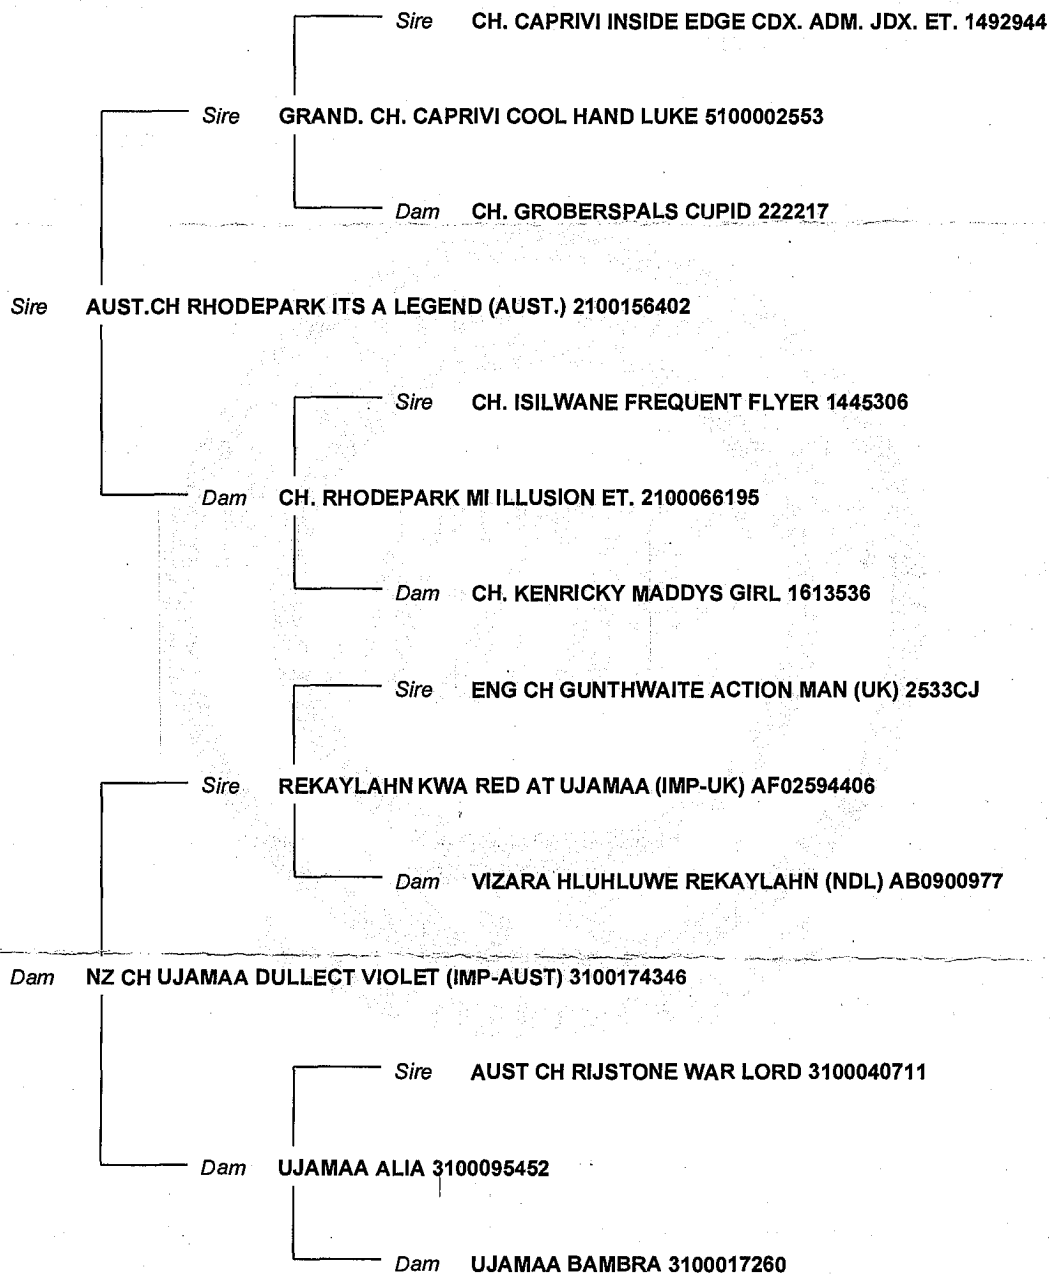 Sire CH. CAPRIVI INSIDE EDGE CDX. ADM. JDX. ET. 1492944
Sire GRAND. CH. CAPRIVI COOL HAND LUKE 5100002553
Dam CH. GROBERSPALS CUPID 222217
Sire AUST.CH RHODEPARK ITS A LEGEND (AUST.) 2100156402
Sire CH. ISILWANE FREQUENT FLYER 1445306
Dam CH. RHODEPARK MI ILLUSION ET. 2100066195
Dam CH. KENRICKY MADDYS GIRL 1613536
Sire ENG CH GUNTHWAITE ACTION MAN (UK) 2533CJ
Sire REKAYLAHN KWA RED AT UJAMAA (IMP-UK) AF02594406
Dam VIZARA HLUHLUWE REKAYLAHN (NDL) AB0900977
Dam NZ CH UJAMAA DULLECT VIOLET (IMP-AUST) 3100174346
Sire AUST CH RIJSTONE WAR LORD 3100040711
Dam UJAMAA ALIA 3100095452
Dam UJAMAA BAMBRA 3100017260